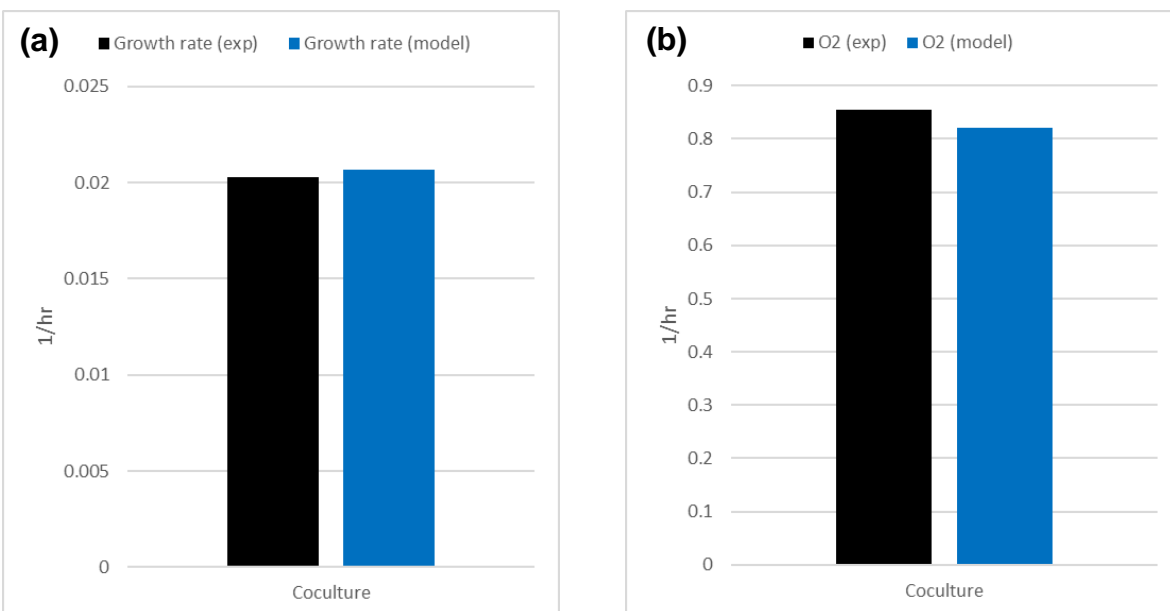 (a)
Growth rate (exp) Growth rate (model)
0.025
0.02
0.015
0.01
0.005
0
1/hr
Coculture
(b)
O2 (exp) O2 (model)
0.9
0.8
0.7
0.6
0.5
0.4
0.3
0.2
0.1
0
1/hr
Coculture